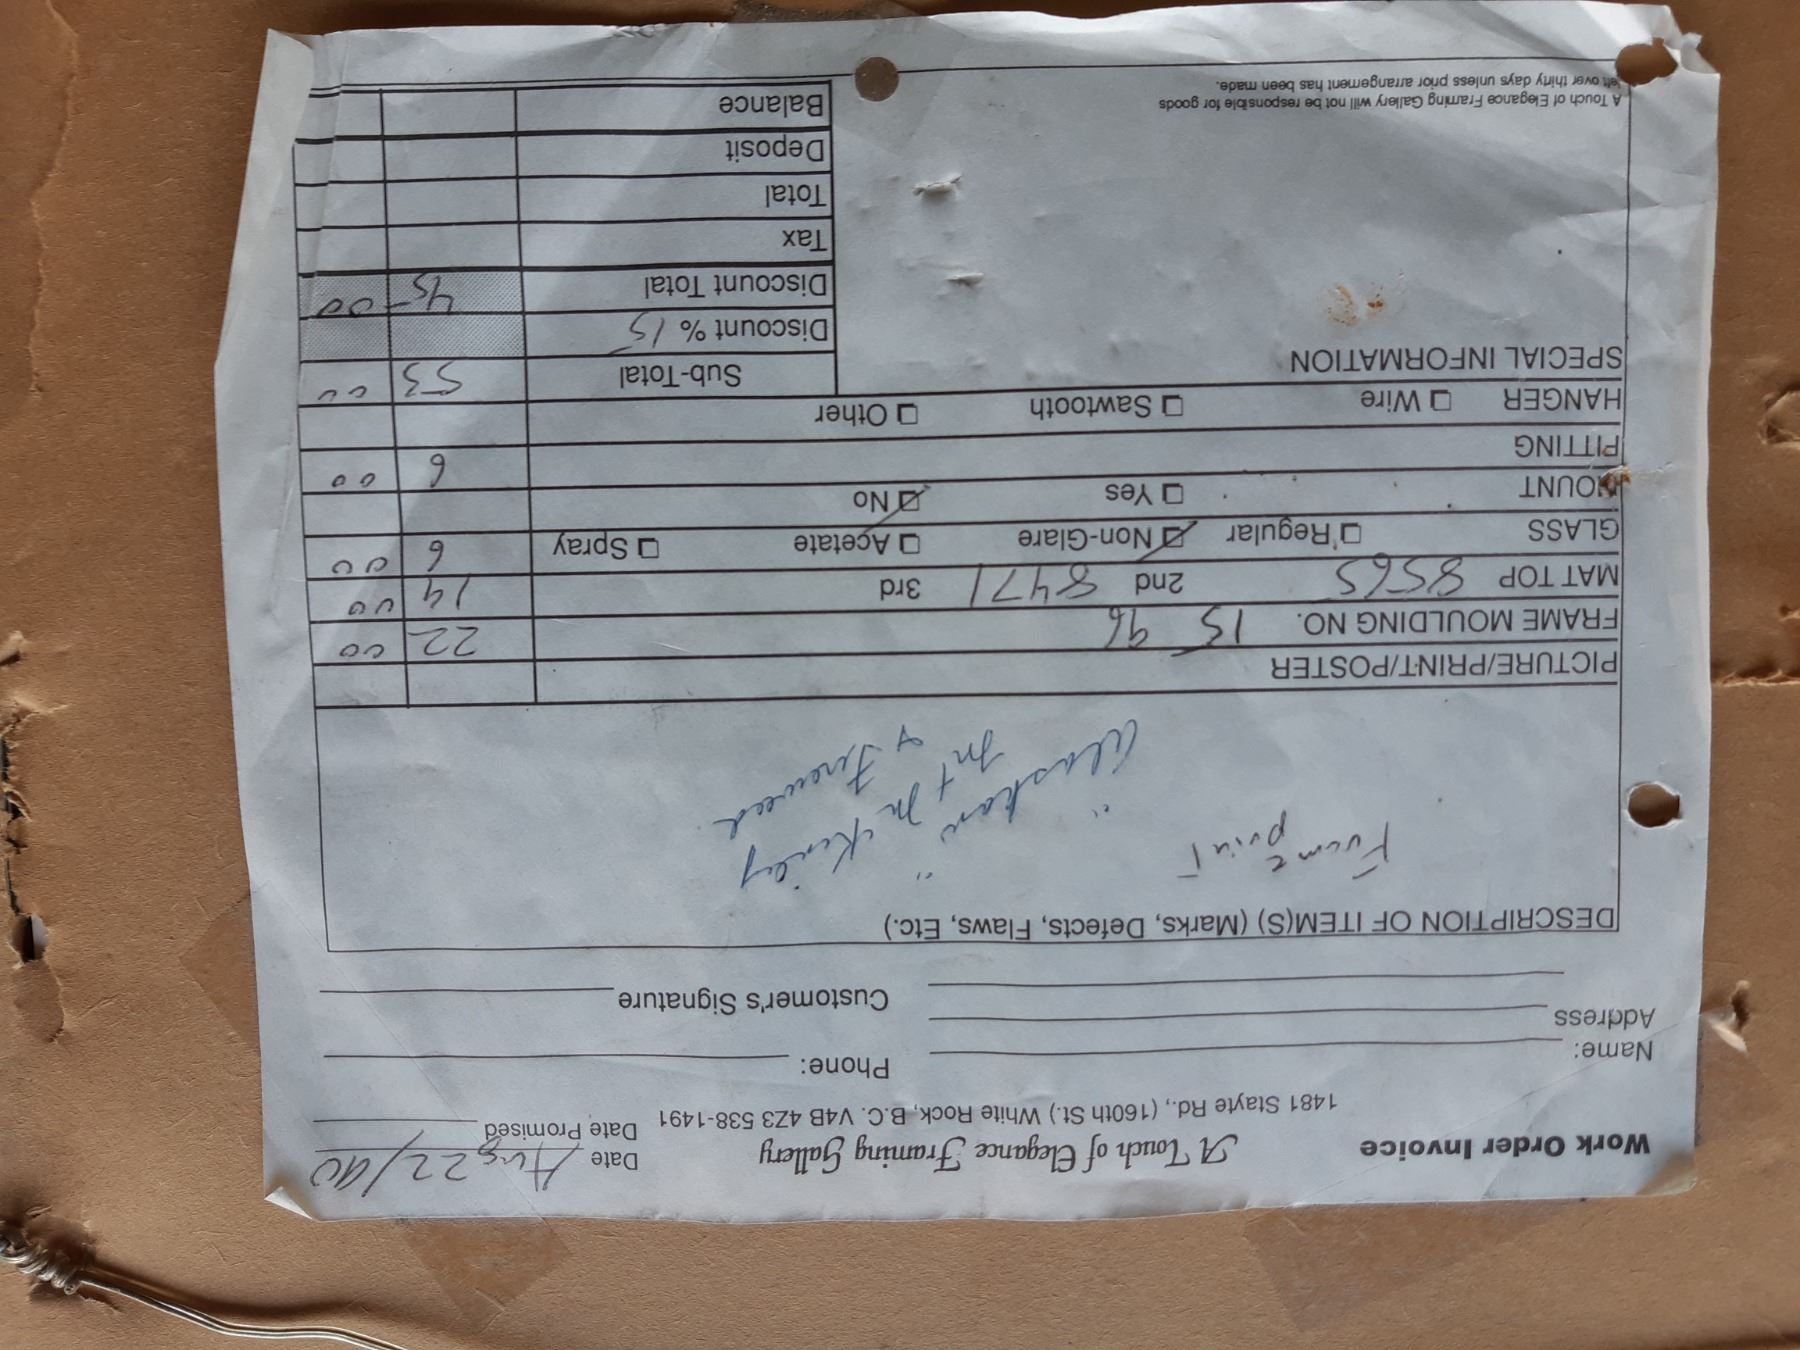 Work Order Invoice
A Touch of Elegance Framing Gallery
1481 Stayte Rd., (160th St.) White Rock, B.C. V4B 4Z3 538-1491
Date Aug 22/90
Date Promised
Name:
Phone:
Address
Customer's Signature
DESCRIPTION OF ITEM(S) (Marks, Defects, Flaws, Etc.)
print
"Alaskan"
Mt McKinley
& Fireweed
PICTURE/PRINT/POSTER
FRAME MOULDING NO. 15 96 22 00
MAT TOP 8565 2nd 8471 3rd 14 00
GLASS Regular Non-Glare Acetate Spray 6 00
MOUNT Yes No
FITTING 6 00
HANGER Wire Sawtooth Other
SPECIAL INFORMATION
Sub-Total 53 00
Discount % 15
Discount Total 45-00
Tax
Total
Deposit
Balance
A Touch of Elegance Framing Gallery will not be responsible for goods
left over thirty days unless prior arrangement has been made.